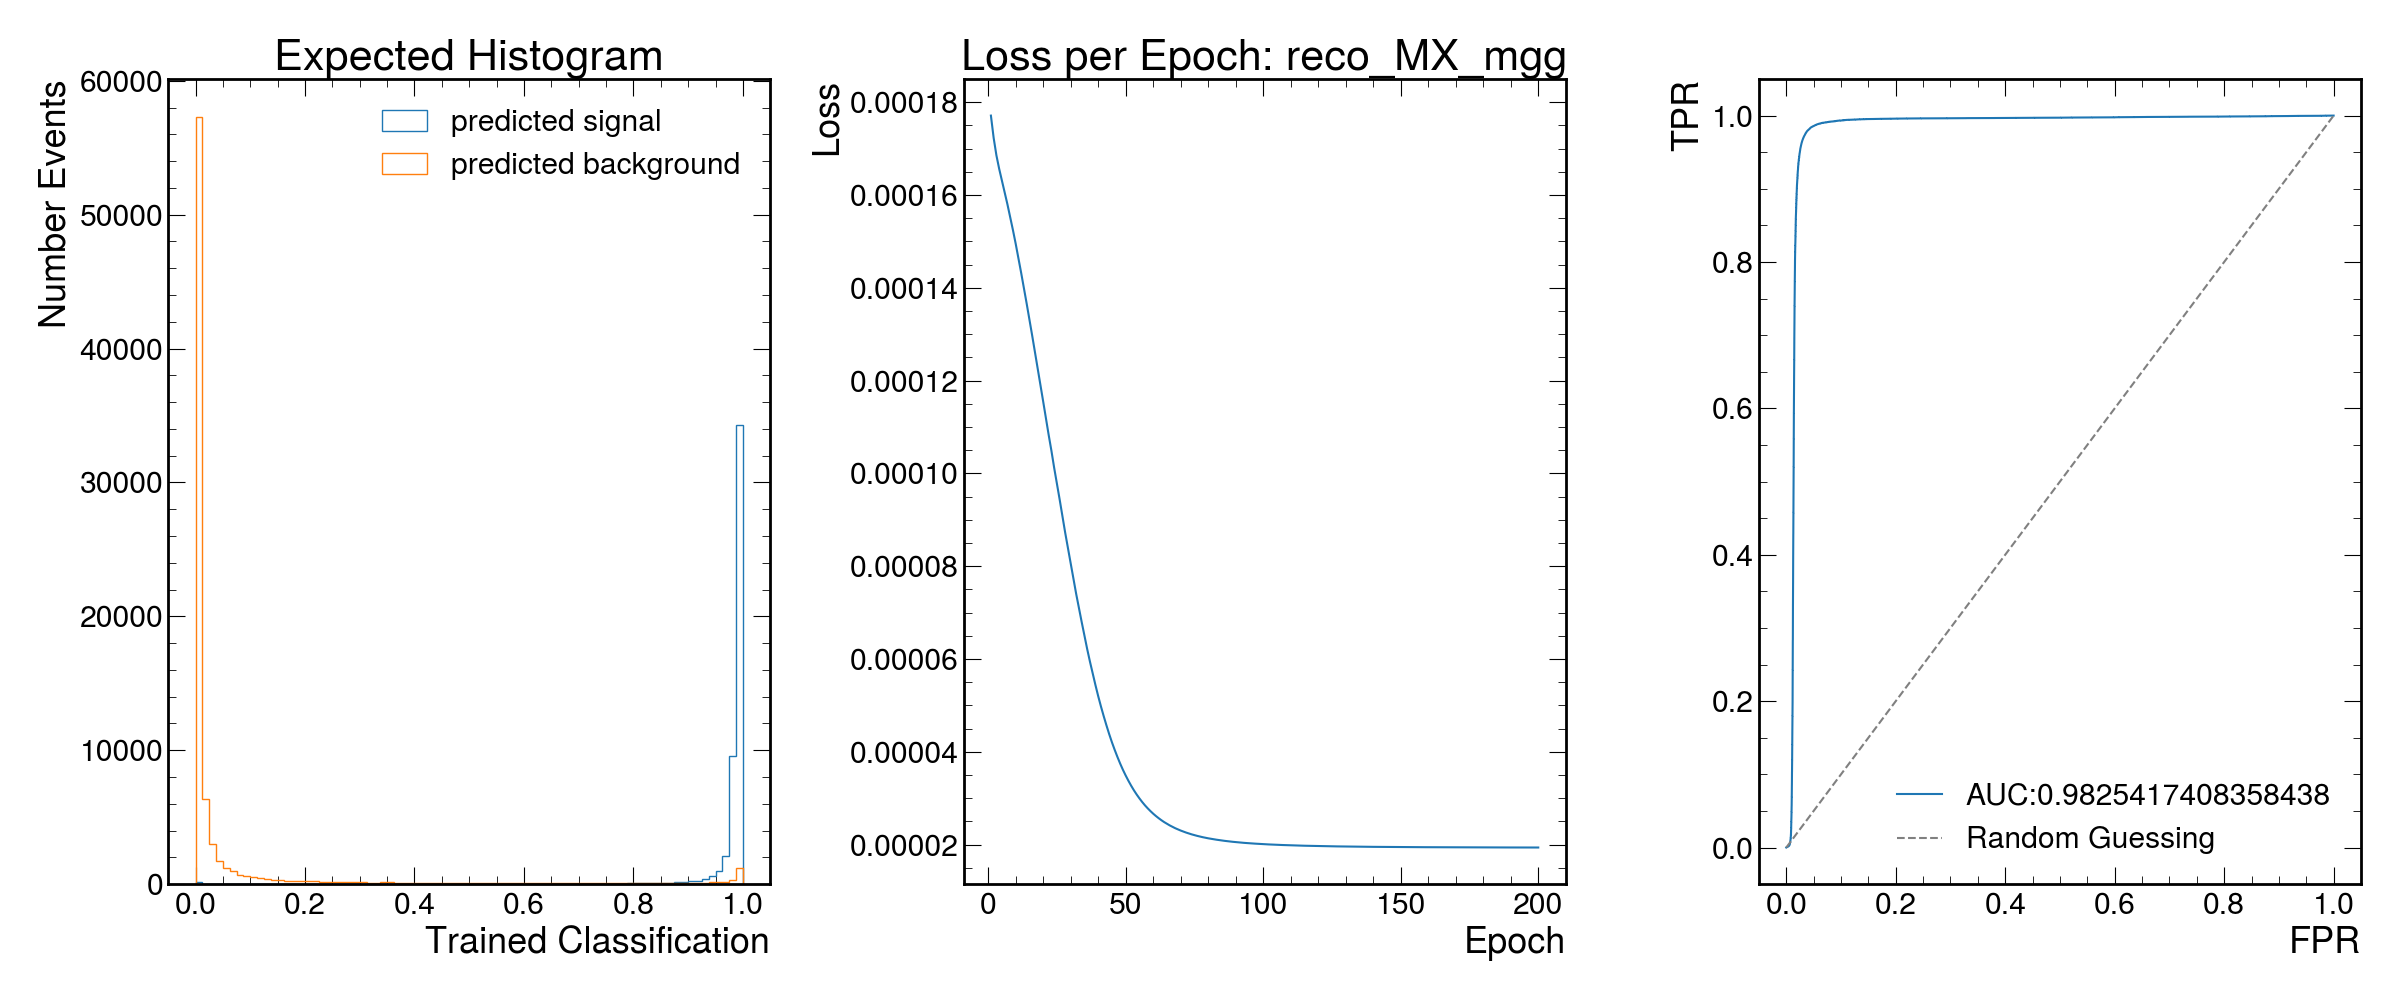 Expected Histogram
Number Events
60000
50000
40000
30000
20000
10000
0
predicted signal
predicted background
0.0 0.2 0.4 0.6 0.8 1.0
Trained Classification
Loss per Epoch: reco_MX_mgg
Loss
0.00018
0.00016
0.00014
0.00012
0.00010
0.00008
0.00006
0.00004
0.00002
0 50 100 150 200
Epoch
TPR
1.0
0.8
0.6
0.4
0.2
0.0
AUC:0.9825417408358438
Random Guessing
0.0 0.2 0.4 0.6 0.8 1.0
FPR